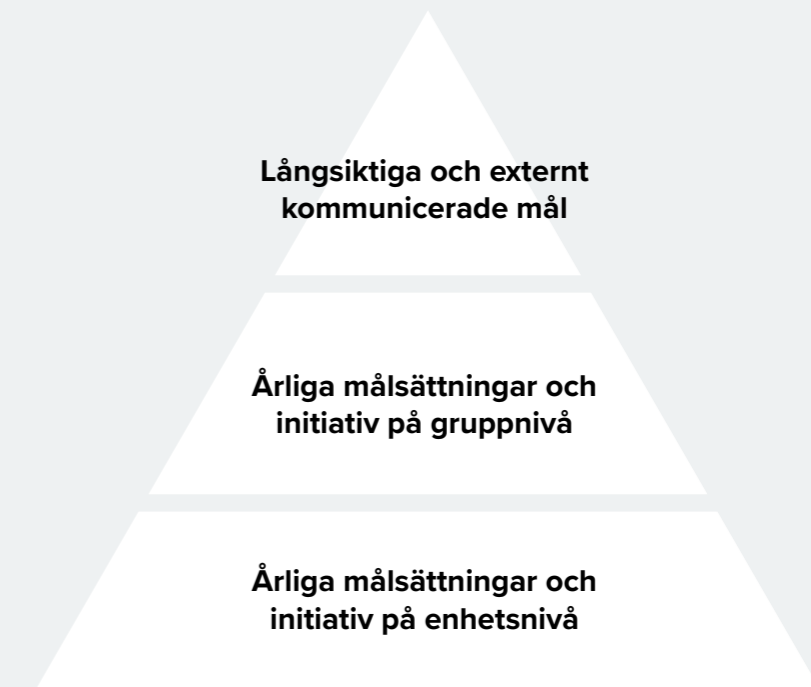 Långsiktiga och externt
kommunicerade mål
Årliga målsättningar och
initiativ på gruppnivå
Årliga målsättningar och
initiativ på enhetsnivå